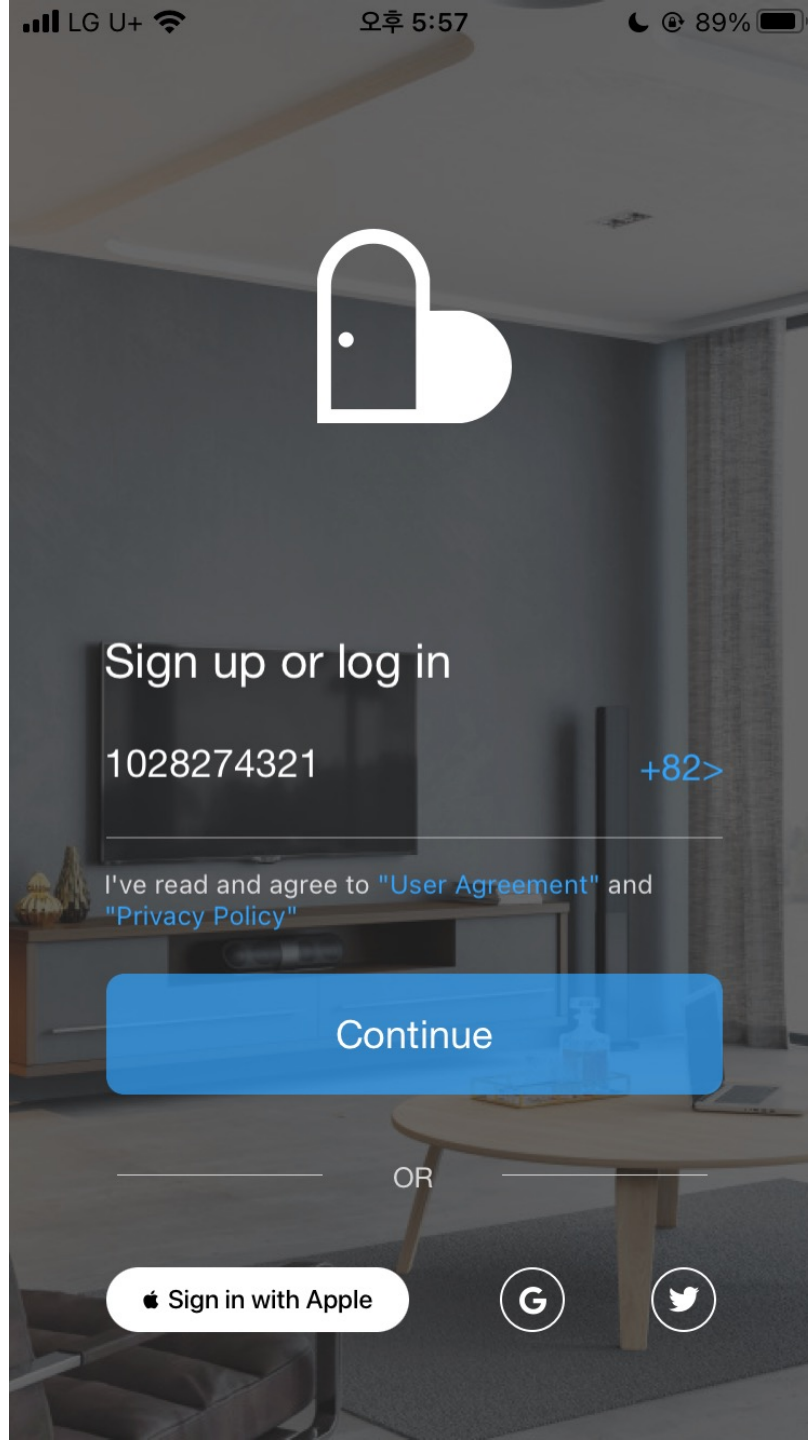 LG U+ 오후 5:57 89%
Sign up or log in
1028274321 +82>
I've read and agree to "User Agreement" and
"Privacy Policy"
Continue
OR
Sign in with Apple G